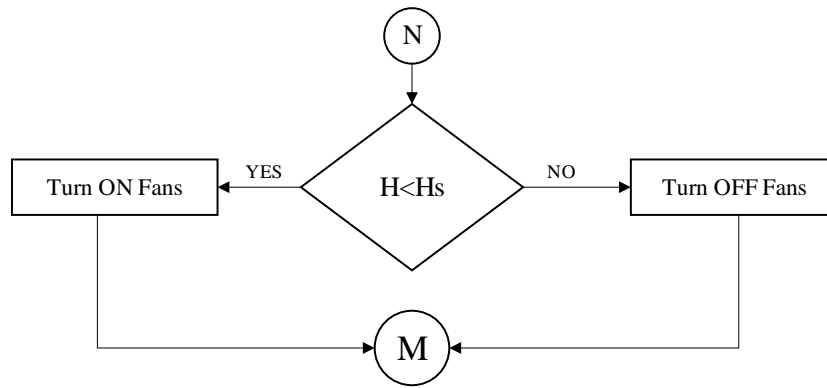 N
YES
NO
Turn ON Fans
H<Hs
Turn OFF Fans
M